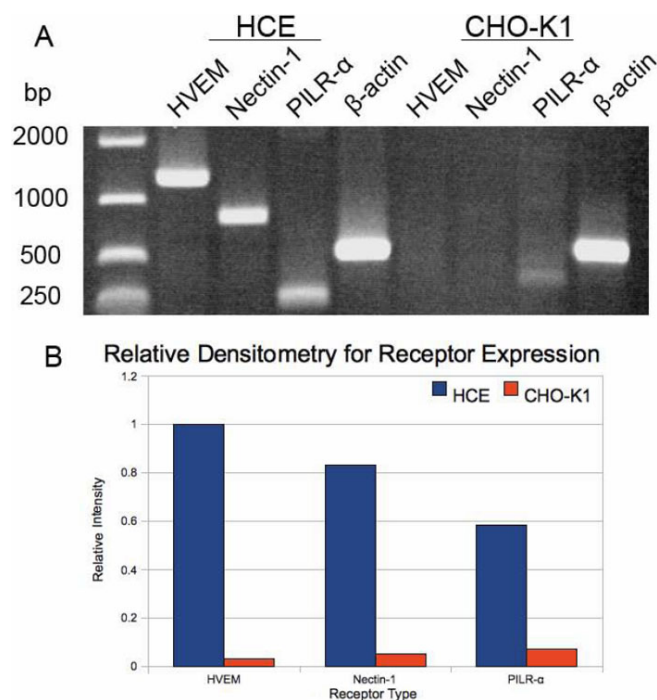 A
HCE CHO-K1
bp HVEM Nectin-1 PILR-α β-actin HVEM Nectin-1 PILR-α β-actin
2000
1000
500
250
B Relative Densitometry for Receptor Expression
HCE CHO-K1
Relative Intensity
1.2
1
0.8
0.6
0.4
0.2
0
HVEM Nectin-1 PILR-α
Receptor Type